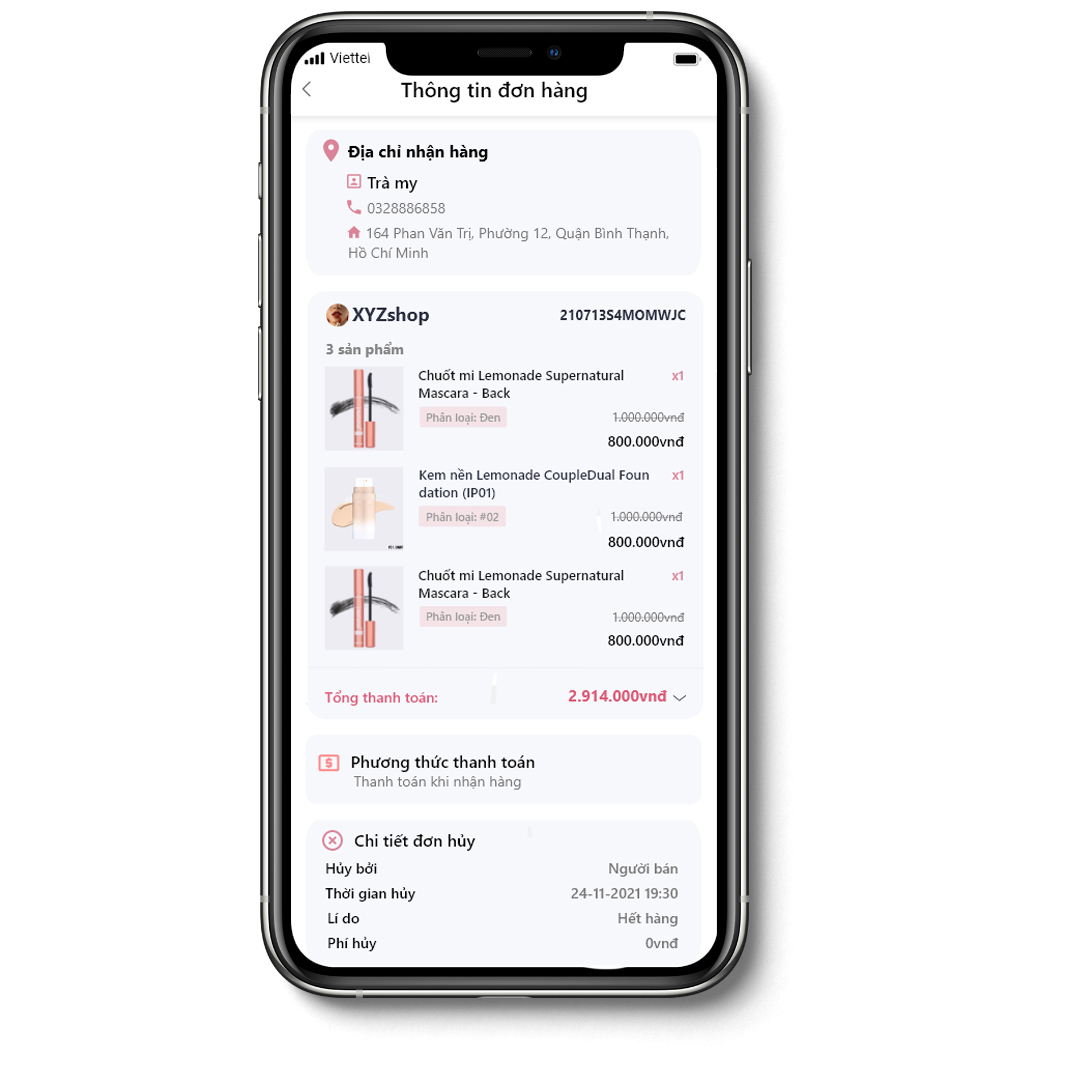 Viettel
Thông tin đơn hàng
Địa chỉ nhận hàng
Trà my
0328886858
164 Phan Văn Trị, Phường 12, Quận Bình Thạnh,
Hồ Chí Minh
XYZshop 210713S4MOMWJC
3 sản phẩm
Chuốt mi Lemonade Supernatural x1
Mascara - Back
Phân loại: Đen 1.000.000vnđ
800.000vnđ
Kem nền Lemonade CoupleDual Foun x1
dation (IP01)
Phân loại: #02 1.000.000vnđ
800.000vnđ
Chuốt mi Lemonade Supernatural x1
Mascara - Back
Phân loại: Đen 1.000.000vnđ
800.000vnđ
Tổng thanh toán: 2.914.000vnđ
Phương thức thanh toán
Thanh toán khi nhận hàng
Chi tiết đơn hủy
Hủy bởi Người bán
Thời gian hủy 24-11-2021 19:30
Lí do Hết hàng
Phí hủy 0vnđ